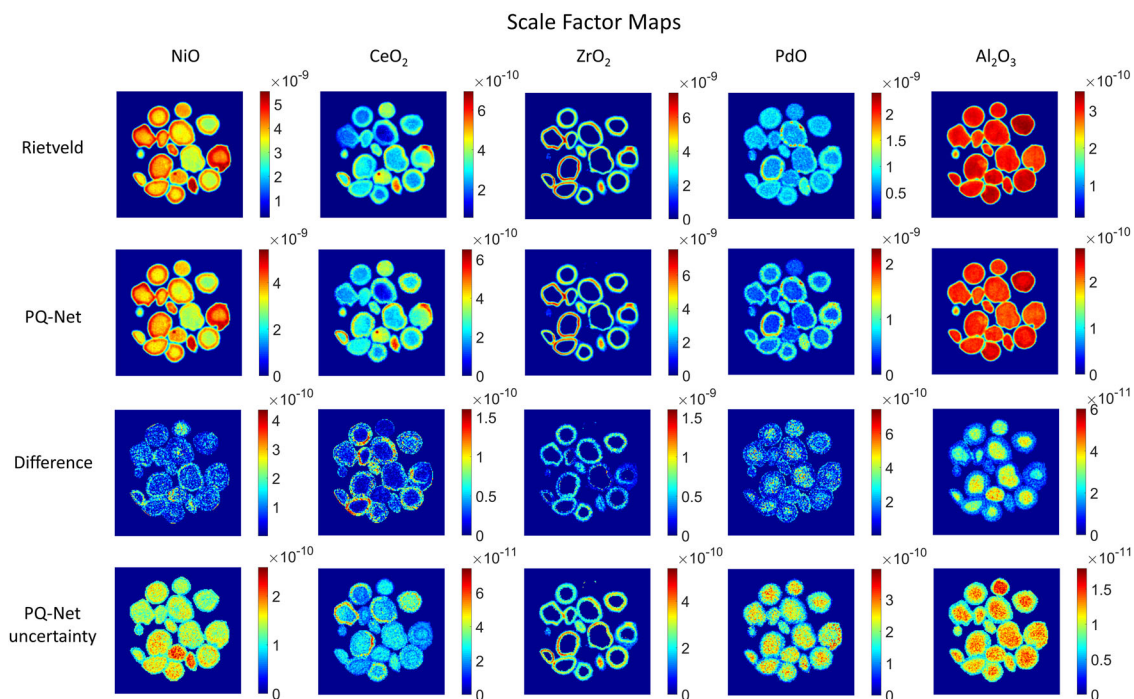 Scale Factor Maps
NiO CeO₂ ZrO₂ PdO Al₂O₃
Rietveld
×10⁻⁹ ×10⁻¹⁰ ×10⁻⁹ ×10⁻⁹ ×10⁻¹⁰
5 4 3 2 1
6 4 2
6 4 2 0
2 1.5 1 0.5
3 2 1
PQ-Net
×10⁻⁹ ×10⁻¹⁰ ×10⁻⁹ ×10⁻⁹ ×10⁻¹⁰
4 2 0
6 4 2 0
6 4 2 0
2 1 0
2 1 0
Difference
×10⁻¹⁰ ×10⁻¹⁰ ×10⁻⁹ ×10⁻¹⁰ ×10⁻¹¹
4 3 2 1
1.5 1 0.5 0
1.5 1 0.5 0
6 4 2 0
6 4 2 0
PQ-Net
uncertainty
×10⁻¹⁰ ×10⁻¹¹ ×10⁻¹⁰ ×10⁻¹⁰ ×10⁻¹¹
2 1 0
6 4 2 0
4 2 0
3 2 1 0
1.5 1 0.5 0